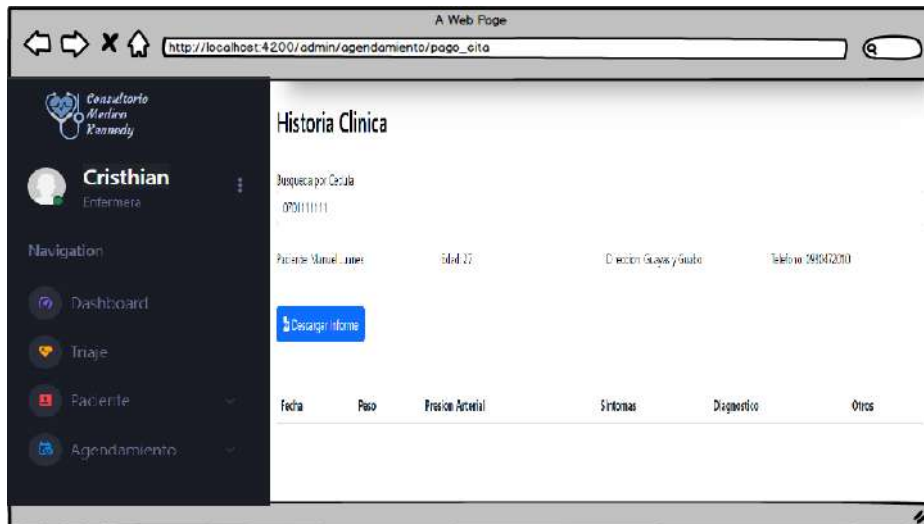 A Web Page
http://localhost:4200/admin/agendamiento/pago_cita
Consultorio
Medico
Kennedy
Cristhian
Enfermera
Navigation
Dashboard
Triaje
Paciente
Agendamiento
Historia Clinica
Busqueda por Cedula
0701111111
Paciente: Manuel Edad: 27 Direccion: Guayas y Guabo Telefono:
Descargar Informe
Fecha Peso Presion Arterial Sintomas Diagnostico Otros